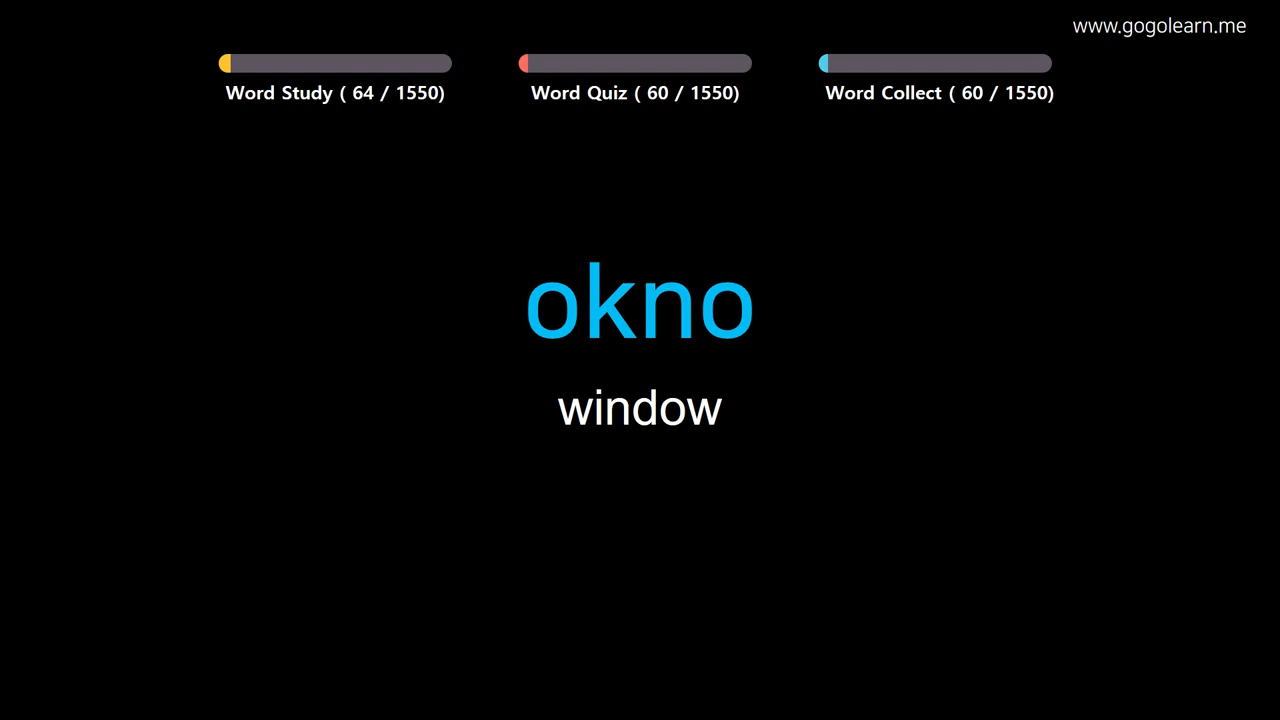 www.gogolearn.me
Word Study ( 64 / 1550)
Word Quiz ( 60 / 1550)
Word Collect ( 60 / 1550)
okno
window